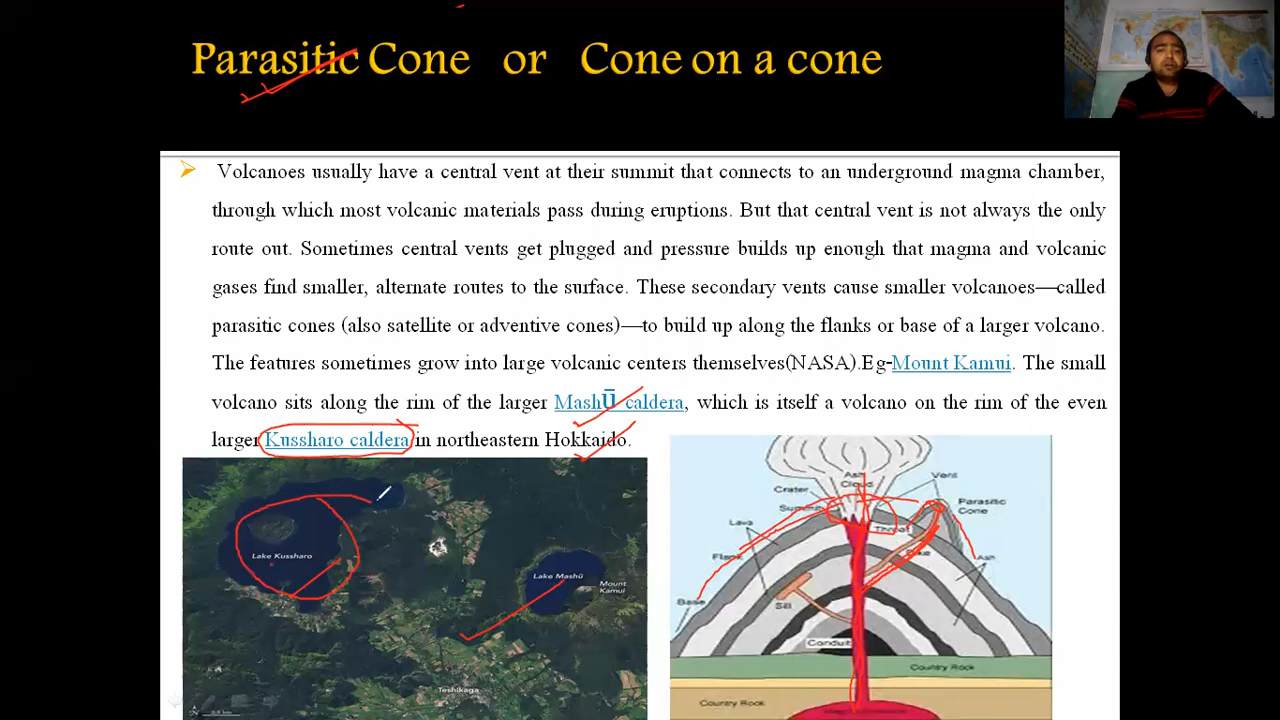 Parasitic Cone or Cone on a cone
Volcanoes usually have a central vent at their summit that connects to an underground magma chamber,
through which most volcanic materials pass during eruptions. But that central vent is not always the only
route out. Sometimes central vents get plugged and pressure builds up enough that magma and volcanic
gases find smaller, alternate routes to the surface. These secondary vents cause smaller volcanoes—called
parasitic cones (also satellite or adventive cones)—to build up along the flanks or base of a larger volcano.
The features sometimes grow into large volcanic centers themselves(NASA).Eg-Mount Kamui. The small
volcano sits along the rim of the larger MashŪ caldera, which is itself a volcano on the rim of the even
larger Kussharo caldera in northeastern Hokkaido.
Lake Kussharo
Lake Mashū
Mount
Kamui
Teshikaga
Ash
Cloud
Vent
Crater
Summit
Parasitic
Cone
Lava
Throat
Flank
Ash
Base
Sill
Conduit
Country Rock
Country Rock